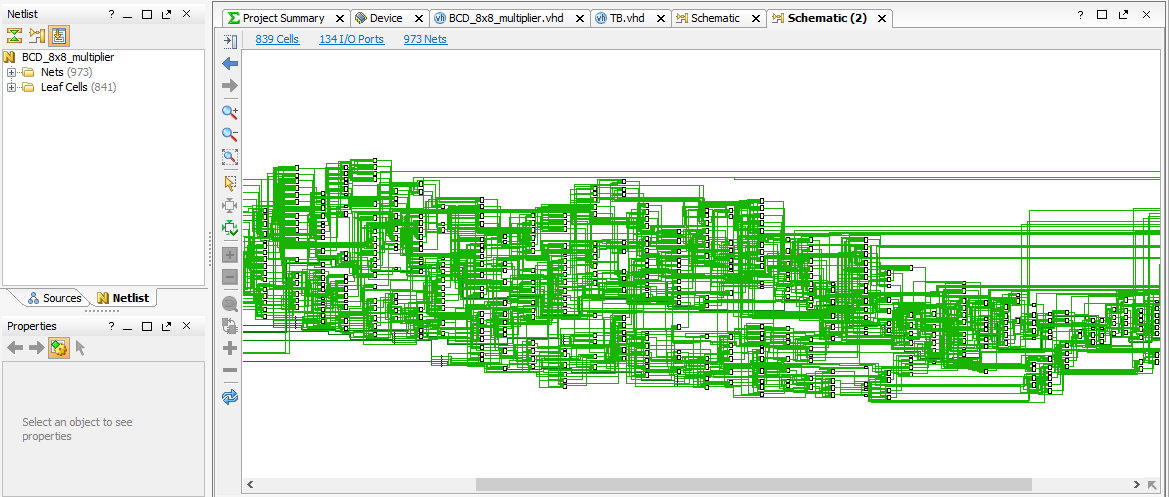 Netlist
?
BCD_8x8_multiplier
Nets (973)
Leaf Cells (841)
Sources
Netlist
Properties
?
Select an object to see
properties
Project Summary
Device
BCD_8x8_multiplier.vhd
TB.vhd
Schematic
Schematic (2)
?
839 Cells
134 I/O Ports
973 Nets